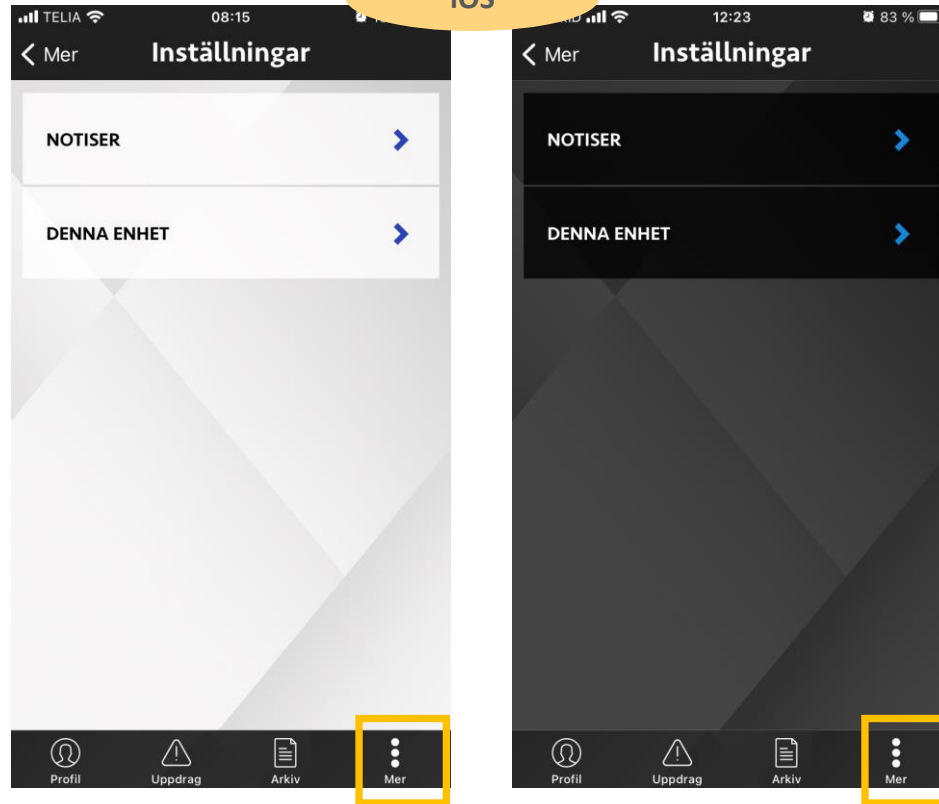 iOS
TELIA 08:15
Mer Inställningar
NOTISER
DENNA ENHET
Profil Uppdrag Arkiv Mer
12:23 83 %
Mer Inställningar
NOTISER
DENNA ENHET
Profil Uppdrag Arkiv Mer